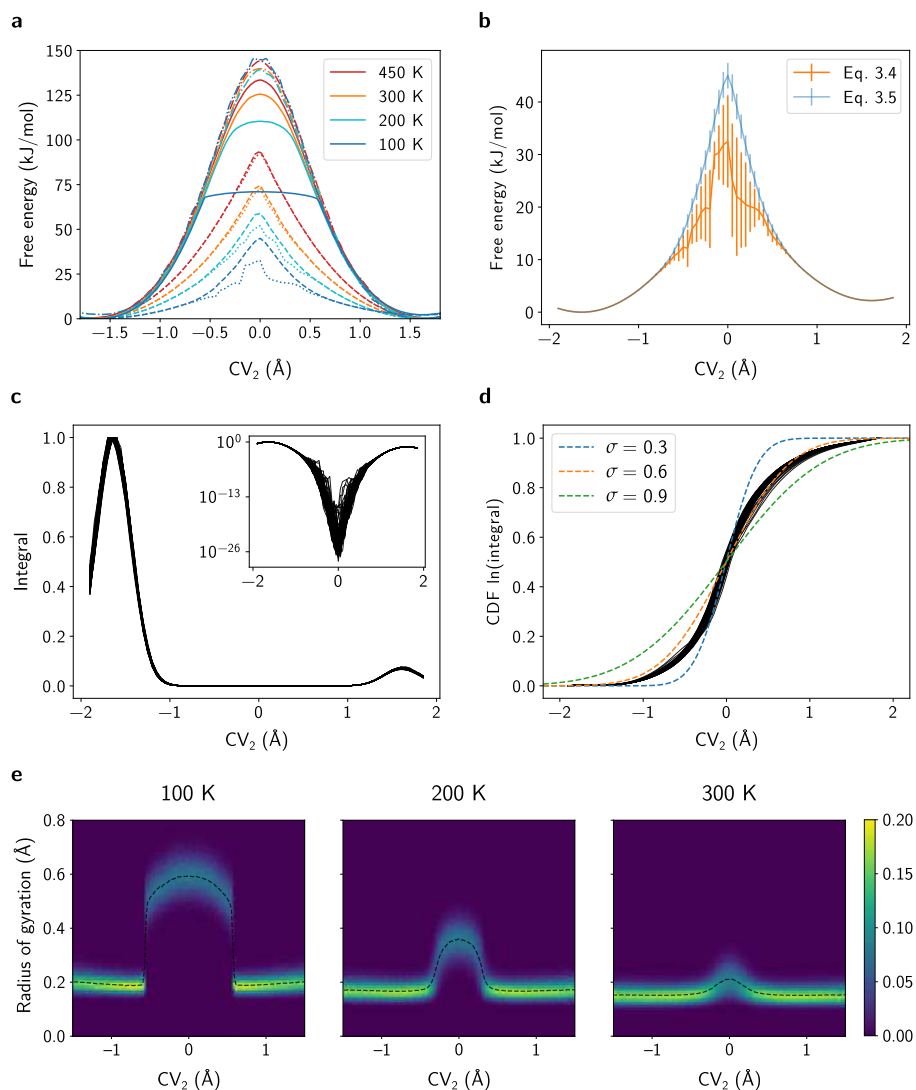 a
150
125
100
75
50
25
0
Free energy (kJ/mol)
450 K
300 K
200 K
100 K
−1.5 −1.0 −0.5 0.0 0.5 1.0 1.5
CV₂ (Å)
b
40
30
20
10
0
Free energy (kJ/mol)
Eq. 3.4
Eq. 3.5
−2 −1 0 1 2
CV₂ (Å)
c
1.0
0.8
0.6
0.4
0.2
0.0
Integral
10⁰
10⁻¹³
10⁻²⁶
−2 0 2
−2 −1 0 1 2
CV₂ (Å)
d
1.0
0.8
0.6
0.4
0.2
0.0
CDF ln(integral)
σ = 0.3
σ = 0.6
σ = 0.9
−2 −1 0 1 2
CV₂ (Å)
e
100 K 200 K 300 K
0.8
0.6
0.4
0.2
0.0
Radius of gyration (Å)
−1 0 1
CV₂ (Å)
−1 0 1
CV₂ (Å)
−1 0 1
CV₂ (Å)
0.20
0.15
0.10
0.05
0.00